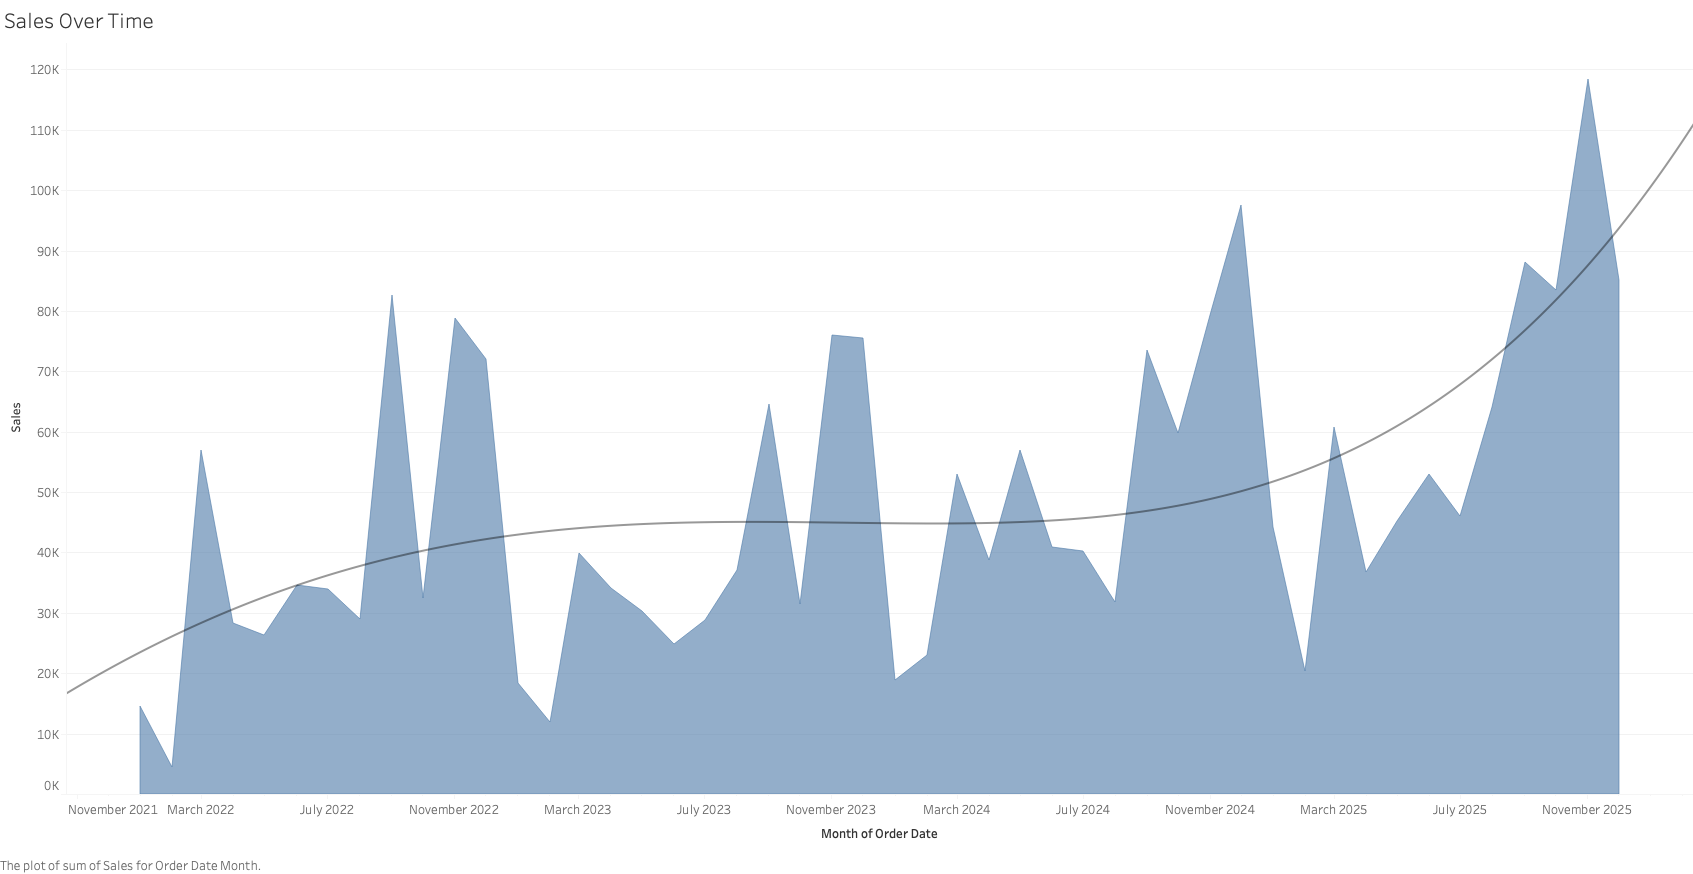 Sales Over Time
120K
110K
100K
90K
80K
70K
60K
50K
40K
30K
20K
10K
0K
Sales
November 2021 March 2022 July 2022 November 2022 March 2023 July 2023 November 2023 March 2024 July 2024 November 2024 March 2025 July 2025 November 2025
Month of Order Date
The plot of sum of Sales for Order Date Month.